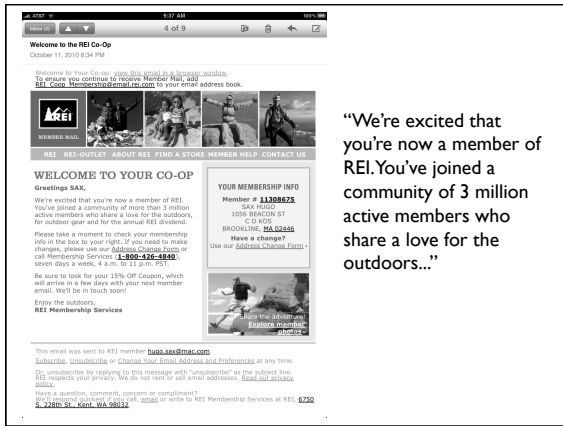 AT&T 9:37 AM 100%
Inbox (2) 4 of 9
Welcome to the REI Co-Op
October 11, 2010 6:34 PM
Welcome to Your Co-op: view this email in a browser window.
To ensure you continue to receive Member Mail, add
REI_Coop_Membership@email.rei.com to your email address book.
REI
MEMBER MAIL
REI REI-OUTLET ABOUT REI FIND A STORE MEMBER HELP CONTACT US
WELCOME TO YOUR CO-OP
Greetings SAX,
We're excited that you're now a member of REI.
You've joined a community of more than 3 million
active members who share a love for the outdoors,
for outdoor gear and for the annual REI dividend.
Please take a moment to check your membership
info in the box to your right. If you need to make
changes, please use our Address Change Form or
call Membership Services (1-800-426-4840),
seven days a week, 4 a.m. to 11 p.m. PST.
Be sure to look for your 15% Off Coupon, which
will arrive in a few days with your next member
email. We'll be in touch soon!
Enjoy the outdoors,
REI Membership Services
YOUR MEMBERSHIP INFO
Member # 11308675
SAX HUGO
1056 BEACON ST
C O KOS
BROOKLINE, MA 02446
Have a change?
Use our Address Change Form
Share the adventure!
Explore member
photos
This email was sent to REI member hugo.sax@mac.com.
Subscribe, Unsubscribe or Change Your Email Address and Preferences at any time.
Or, unsubscribe by replying to this message with "unsubscribe" as the subject line.
REI respects your privacy. We do not rent or sell email addresses. Read our privacy
policy.
Have a question, comment, concern or compliment?
We'll respond quickest if you call, email or write to REI Membership Services at REI, 6750
S. 228th St., Kent, WA 98032.
“We’re excited that
you’re now a member of
REI. You’ve joined a
community of 3 million
active members who
share a love for the
outdoors...”